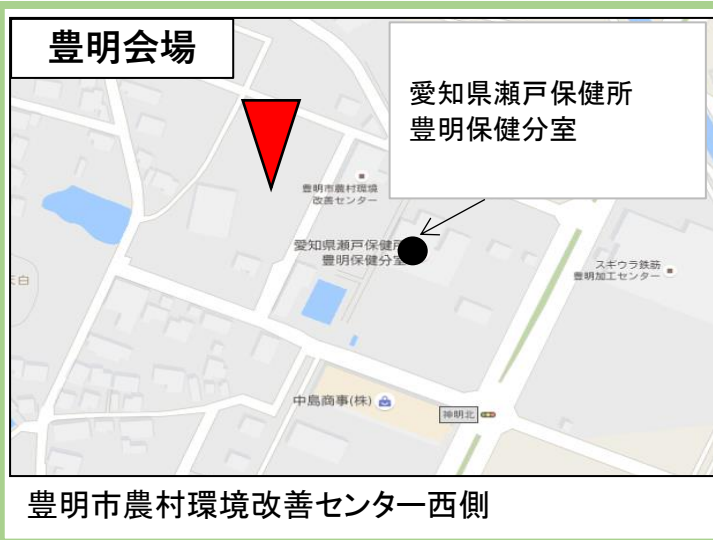 豊明会場
愛知県瀬戸保健所
豊明保健分室
豊明市農村環境
改善センター
愛知県瀬戸保健所
豊明保健分室
スギウラ鉄筋
豊明加工センター
天白
中島商事(株)
神明北
豊明市農村環境改善センター西側